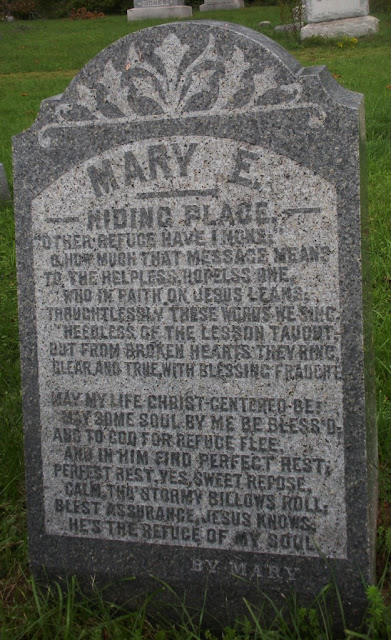 MARY E.
HIDING PLACE.
"OTHER REFUGE HAVE I NONE,"
O, HOW MUCH THAT MESSAGE MEANS
TO THE HELPLESS, HOPELSS ONE,
WHO IN FAITH ON JESUS LEANS,
THOUGHTLESSLY THESE WORDS WE SING,
HEEDLESS OF THE LESSON TAUGHT,
BUT FROM BROKEN HEARTS THEY RING,
CLEAR, AND TRUE, WITH BLESSING FRAUGHT.
MAY MY LIFE CHRIST-CENTERED BE;
MAY SOME SOUL BY ME BE BLESS'D,
AND TO GOD FOR REFUGE FLEE,
AND IN HIM FIND PERFECT REST,
PERFECT REST, YES, SWEET REPOSE,
CALM, THO' STORMY BILLOWS ROLL,
BLEST ASSURANCE, JESUS KNOWS;
HE'S THE REFUGE OF MY SOUL
BY MARY